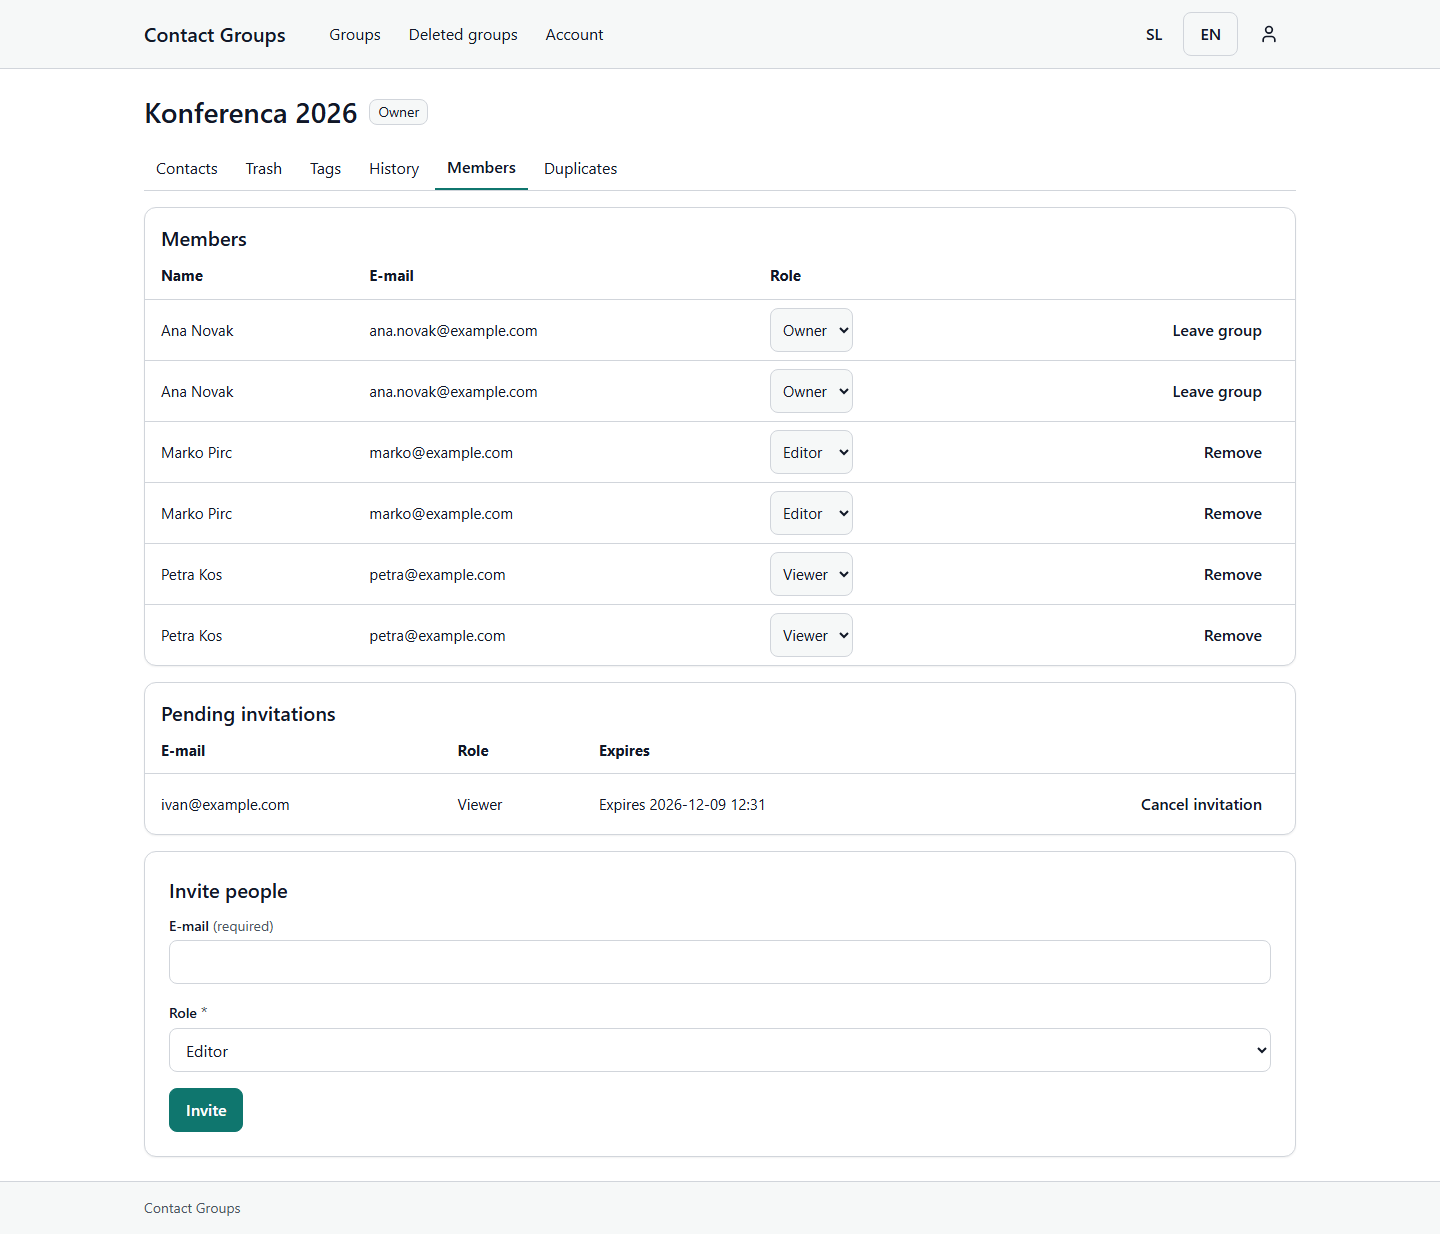 Contact Groups Groups Deleted groups Account SL EN
Konferenca 2026 Owner
Contacts Trash Tags History Members Duplicates
Members
Name E-mail Role
Ana Novak ana.novak@example.com Owner Leave group
Ana Novak ana.novak@example.com Owner Leave group
Marko Pirc marko@example.com Editor Remove
Marko Pirc marko@example.com Editor Remove
Petra Kos petra@example.com Viewer Remove
Petra Kos petra@example.com Viewer Remove
Pending invitations
E-mail Role Expires
ivan@example.com Viewer Expires 2026-12-09 12:31 Cancel invitation
Invite people
E-mail (required)
Role *
Editor
Invite
Contact Groups